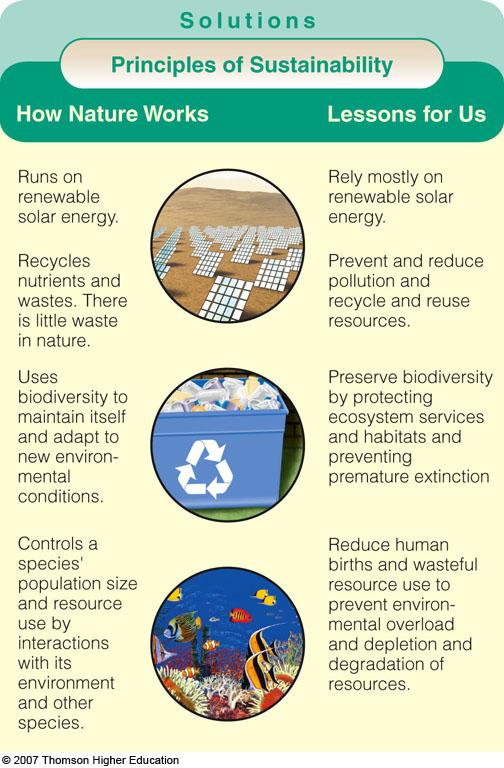 Solutions
Principles of Sustainability
How Nature Works
Lessons for Us
Runs on
renewable
solar energy.
Rely mostly on
renewable solar
energy.
Recycles
nutrients and
wastes. There
is little waste
in nature.
Prevent and reduce
pollution and
recycle and reuse
resources.
Uses
biodiversity to
maintain itself
and adapt to
new environ-
mental
conditions.
Preserve biodiversity
by protecting
ecosystem services
and habitats and
preventing
premature extinction
Controls a
species'
population size
and resource
use by
interactions
with its
environment
and other
species.
Reduce human
births and wasteful
resource use to
prevent environ-
mental overload
and depletion and
degradation of
resources.
© 2007 Thomson Higher Education